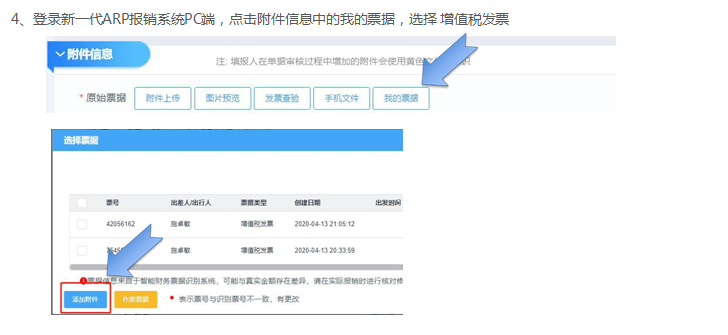 4、登录新一代ARP报销系统PC端，点击附件信息中的我的票据，选择 增值税发票
附件信息
注: 填报人在单据审核过程中增加的附件会使用黄色
* 原始票据 附件上传 图片预览 发票查验 手机文件 我的票据
选择票据
票号 出差人/出行人 票据类型 创建日期 出发时间
42056162 施卓敏 增值税发票 2020-04-13 21:05:12
施卓敏 增值税发票 2020-04-13 20:33:59
票据信息来自于智能财务票据识别系统，可能与真实金额存在差异，请在实际报销时进行核对修
添加附件 作废票据 * 表示票号与识别票号不一致，有更改